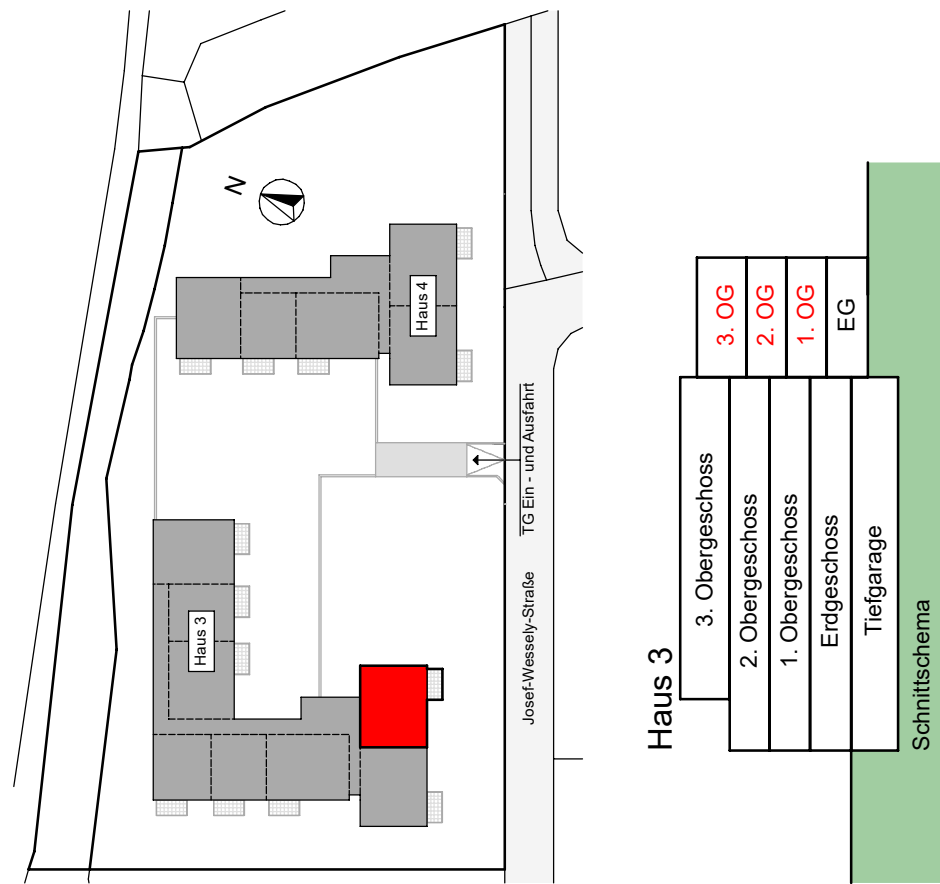 N
Haus 4
Haus 3
TG Ein - und Ausfahrt
Josef-Wessely-Straße
Haus 3
3. Obergeschoss
2. Obergeschoss
1. Obergeschoss
Erdgeschoss
Tiefgarage
3. OG
2. OG
1. OG
EG
Schnittschema